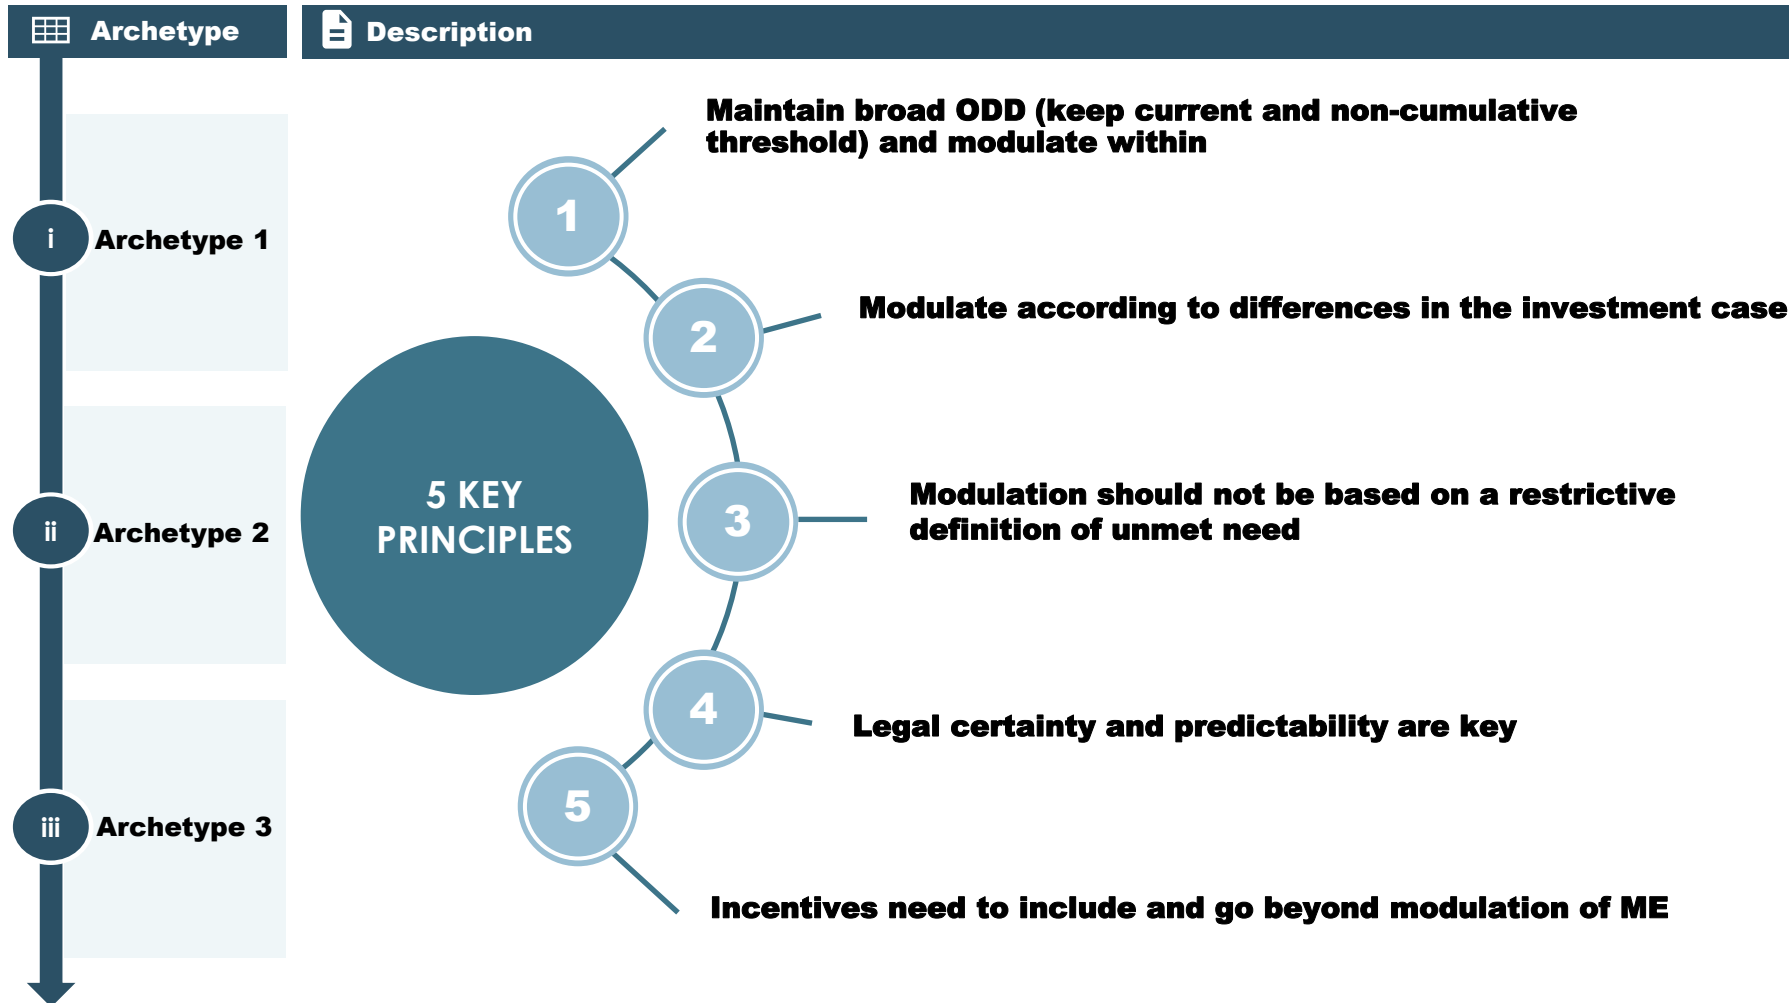 Archetype
Description
i
Archetype 1
ii
Archetype 2
iii
Archetype 3
5 KEY
PRINCIPLES
1
Maintain broad ODD (keep current and non-cumulative
threshold) and modulate within
2
Modulate according to differences in the investment case
3
Modulation should not be based on a restrictive
definition of unmet need
4
Legal certainty and predictability are key
5
Incentives need to include and go beyond modulation of ME